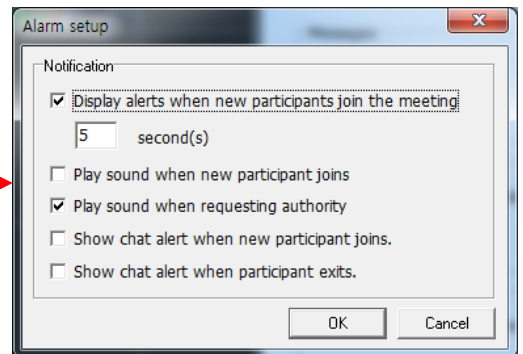 Alarm setup
Notification
Display alerts when new participants join the meeting
5 second(s)
Play sound when new participant joins
Play sound when requesting authority
Show chat alert when new participant joins.
Show chat alert when participant exits.
OK Cancel